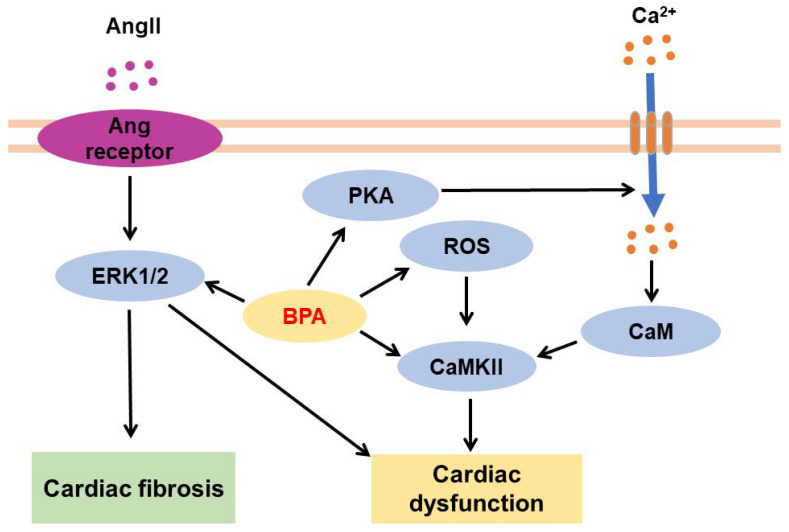 AngII
Ca²⁺
Ang
receptor
PKA
ROS
ERK1/2
BPA
CaM
CaMKII
Cardiac fibrosis
Cardiac
dysfunction